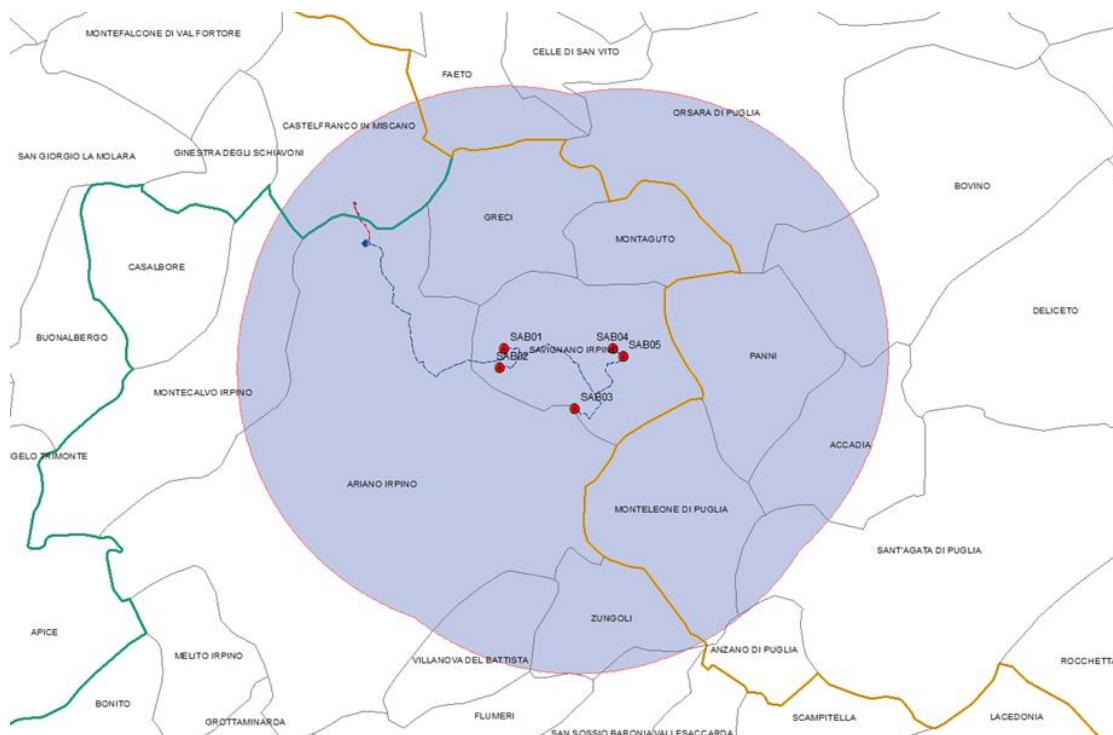 MONTEFALCONE DI VAL FORTORE
CELLE DI SAN VITO
FAETO
ORSARA DI PUGLIA
CASTELFRANCO IN MISCANO
SAN GIORGIO LA MOLARA
GINESTRA DEGLI SCHIAVONI
BOVINO
GRECI
MONTAGUTO
CASALBORE
DELICETO
BUONALBERGO
SAB01
SAB04
SAVIGNANO IRPINO
SAB05
SAB02
PANNI
MONTECALVO IRPINO
SAB03
ACCADIA
IGELO TRIMONTE
ARIANO IRPINO
MONTELEONE DI PUGLIA
SANT'AGATA DI PUGLIA
ZUNGOLI
APICE
MELITO IRPINO
VILLANOVA DEL BATTISTA
ANZANO DI PUGLIA
ROCCHETTA
BONITO
GROTTAMINARDA
FLUMERI
SCAMPITELLA
LACEDONIA
SAN SOSSIO BARONIA
VALLESACCARDA